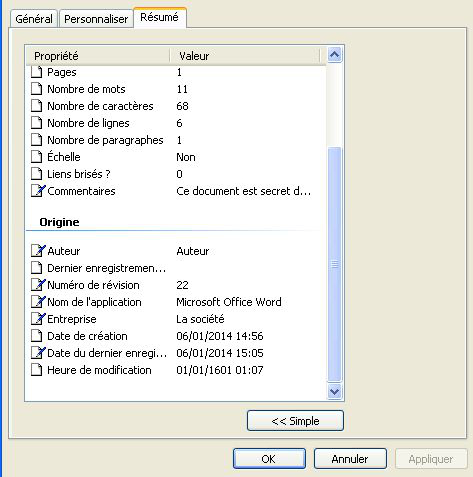 Général Personnaliser Résumé
Propriété Valeur
Pages 1
Nombre de mots 11
Nombre de caractères 68
Nombre de lignes 6
Nombre de paragraphes 1
Échelle Non
Liens brisés ? 0
Commentaires Ce document est secret d...
Origine
Auteur Auteur
Dernier enregistremen...
Numéro de révision 22
Nom de l'application Microsoft Office Word
Entreprise La société
Date de création 06/01/2014 14:56
Date du dernier enregi... 06/01/2014 15:05
Heure de modification 01/01/1601 01:07
<< Simple
OK Annuler Appliquer